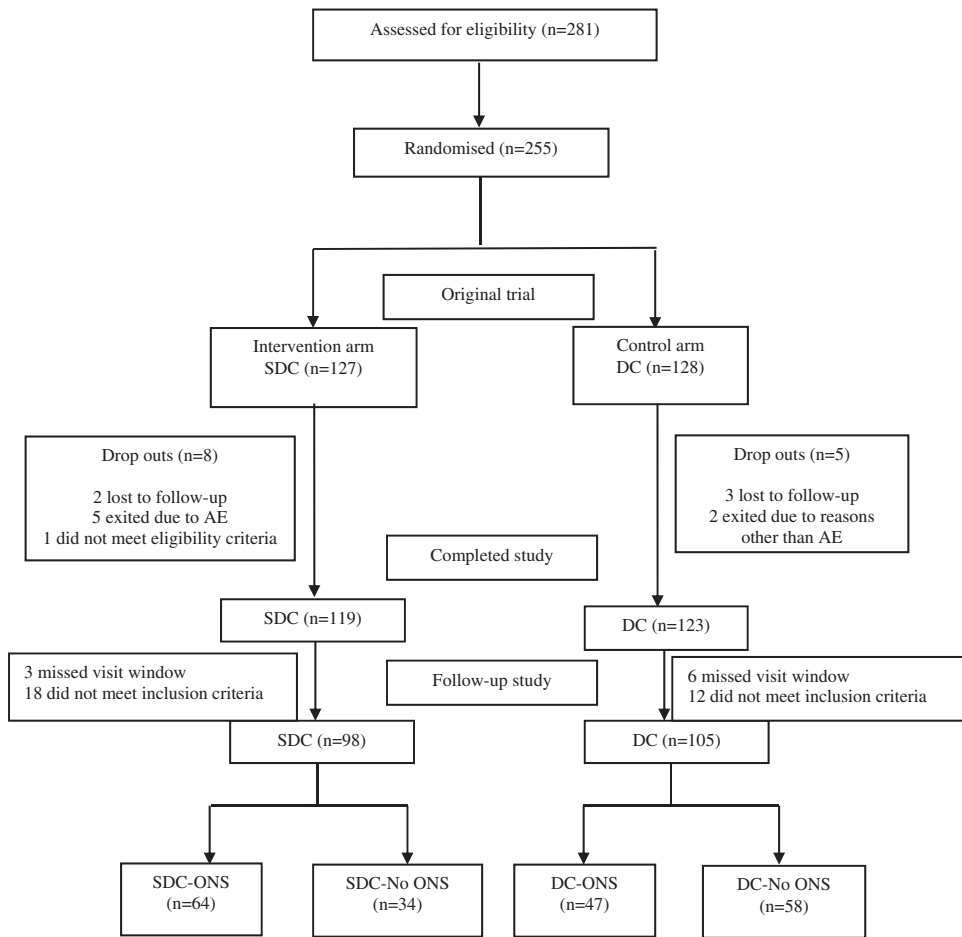 Assessed for eligibility (n=281)
Randomised (n=255)
Original trial
Intervention arm
SDC (n=127)
Control arm
DC (n=128)
Drop outs (n=8)
2 lost to follow-up
5 exited due to AE
1 did not meet eligibility criteria
Drop outs (n=5)
3 lost to follow-up
2 exited due to reasons
other than AE
Completed study
SDC (n=119)
DC (n=123)
3 missed visit window
18 did not meet inclusion criteria
Follow-up study
6 missed visit window
12 did not meet inclusion criteria
SDC (n=98)
DC (n=105)
SDC-ONS
(n=64)
SDC-No ONS
(n=34)
DC-ONS
(n=47)
DC-No ONS
(n=58)